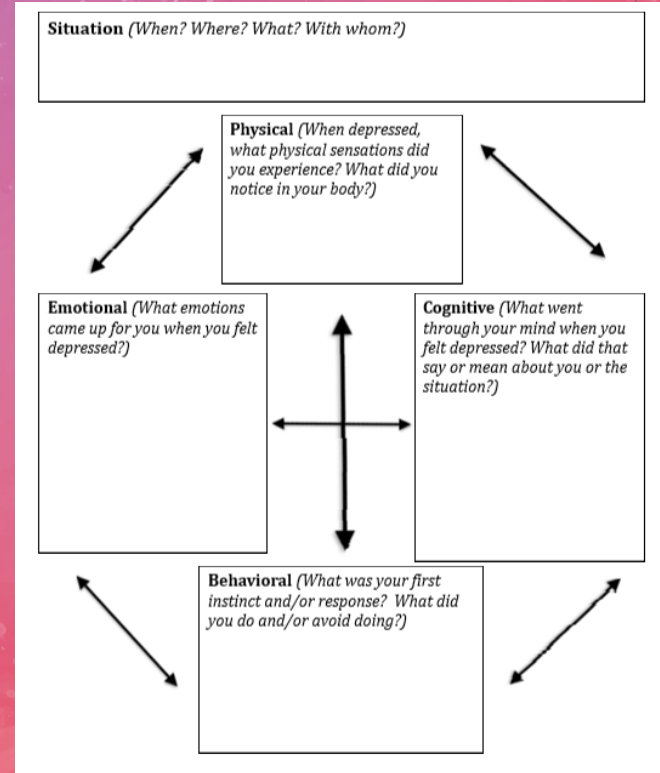 Situation (When? Where? What? With whom?)
Physical (When depressed,
what physical sensations did
you experience? What did you
notice in your body?)
Emotional (What emotions
came up for you when you felt
depressed?)
Cognitive (What went
through your mind when you
felt depressed? What did that
say or mean about you or the
situation?)
Behavioral (What was your first
instinct and/or response? What did
you do and/or avoid doing?)